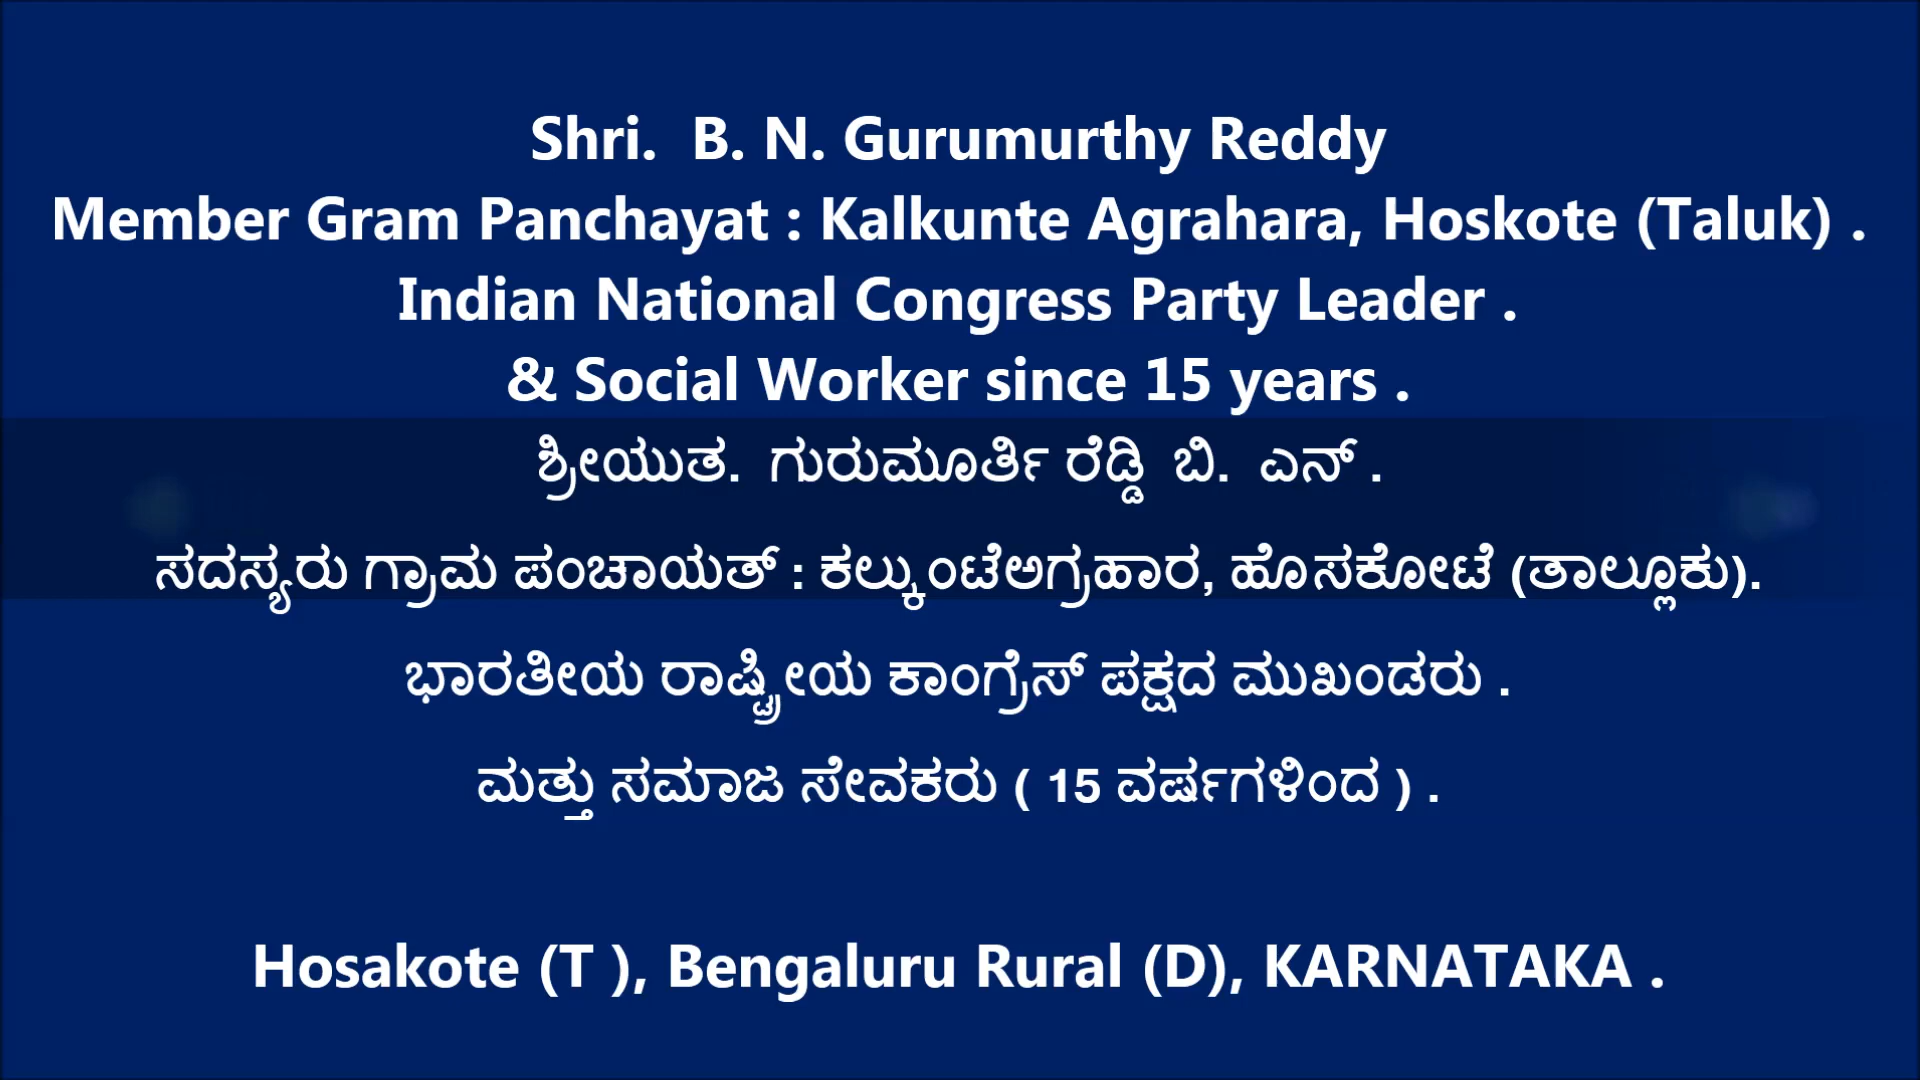 Shri.  B. N. Gurumurthy Reddy
Member Gram Panchayat : Kalkunte Agrahara, Hoskote (Taluk) .
Indian National Congress Party Leader .
& Social Worker since 15 years .
ಶ್ರೀಯುತ.  ಗುರುಮೂರ್ತಿ ರೆಡ್ಡಿ  ಬಿ.  ಎನ್ .
ಸದಸ್ಯರು ಗ್ರಾಮ ಪಂಚಾಯತ್ : ಕಲ್ಕುಂಟೆಅಗ್ರಹಾರ, ಹೊಸಕೋಟೆ (ತಾಲ್ಲೂಕು).
ಭಾರತೀಯ ರಾಷ್ಟ್ರೀಯ ಕಾಂಗ್ರೆಸ್ ಪಕ್ಷದ ಮುಖಂಡರು .
ಮತ್ತು ಸಮಾಜ ಸೇವಕರು ( 15 ವರ್ಷಗಳಿಂದ ) .
Hosakote (T ), Bengaluru Rural (D), KARNATAKA .